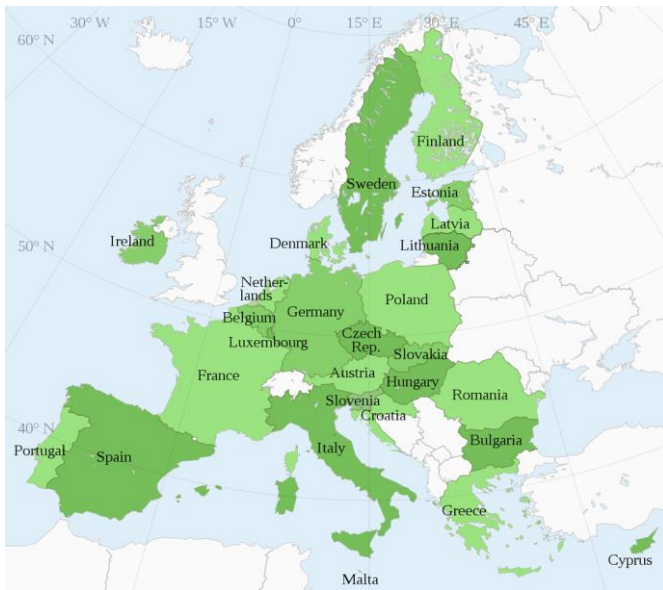 30° W
15° W
0°
15° E
30° E
45° E
60° N
Finland
Sweden
Estonia
Ireland
Latvia
Denmark
Lithuania
50° N
Nether-
lands
Poland
Germany
Belgium
Czech
Rep.
Luxembourg
Slovakia
France
Austria
Hungary
Romania
Slovenia
Croatia
40° N
Bulgaria
Portugal
Spain
Italy
Greece
Cyprus
Malta